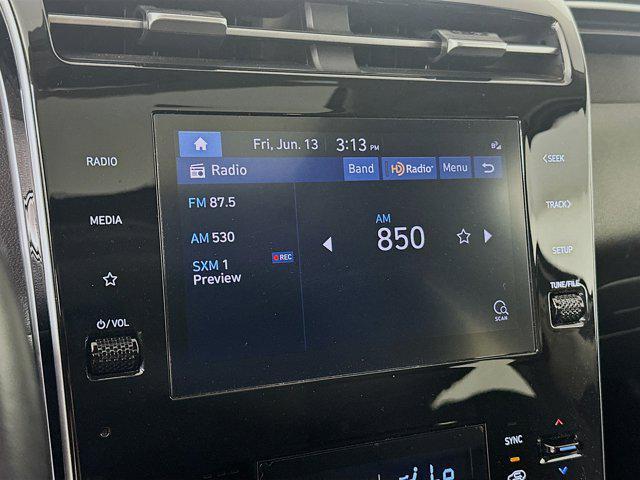 Fri, Jun. 13 3:13 PM
Radio Band HD Radio Menu
RADIO
MEDIA
⏻/VOL
FM 87.5
AM 530
SXM 1 REC
Preview
AM
850
SCAN
<SEEK
TRACK>
SETUP
TUNE/FILE
SYNC